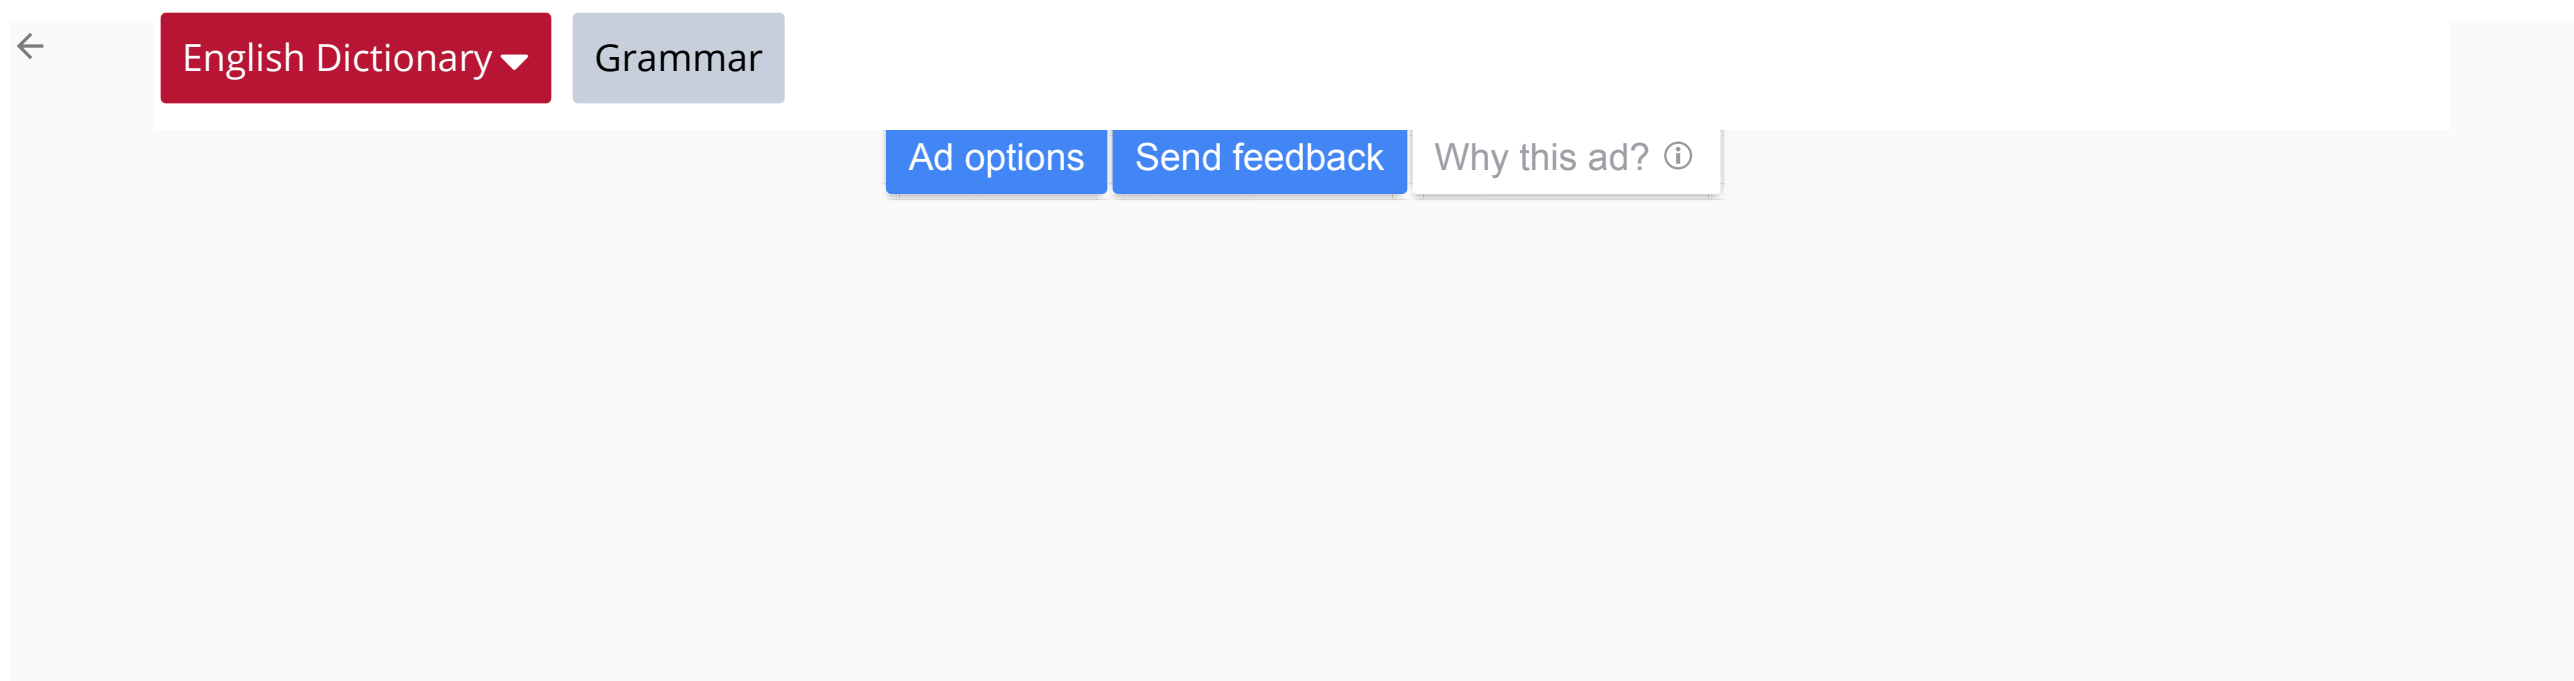 English Dictionary Grammar
Ad options Send feedback Why this ad?